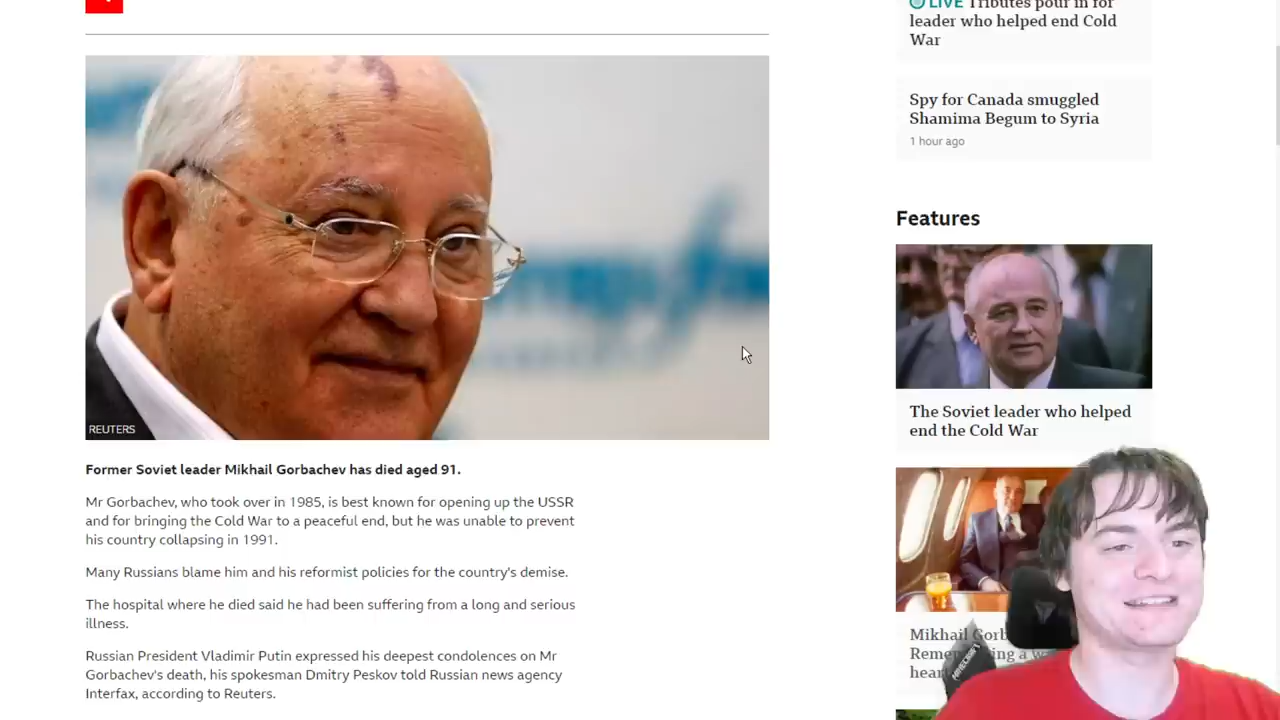 REUTERS
Former Soviet leader Mikhail Gorbachev has died aged 91.
Mr Gorbachev, who took over in 1985, is best known for opening up the USSR
and for bringing the Cold War to a peaceful end, but he was unable to prevent
his country collapsing in 1991.
Many Russians blame him and his reformist policies for the country's demise.
The hospital where he died said he had been suffering from a long and serious
illness.
Russian President Vladimir Putin expressed his deepest condolences on Mr
Gorbachev's death, his spokesman Dmitry Peskov told Russian news agency
Interfax, according to Reuters.
LIVE Tributes pour in for
leader who helped end Cold
War
Spy for Canada smuggled
Shamima Begum to Syria
1 hour ago
Features
The Soviet leader who helped
end the Cold War
Mikhail
MINECRAFT